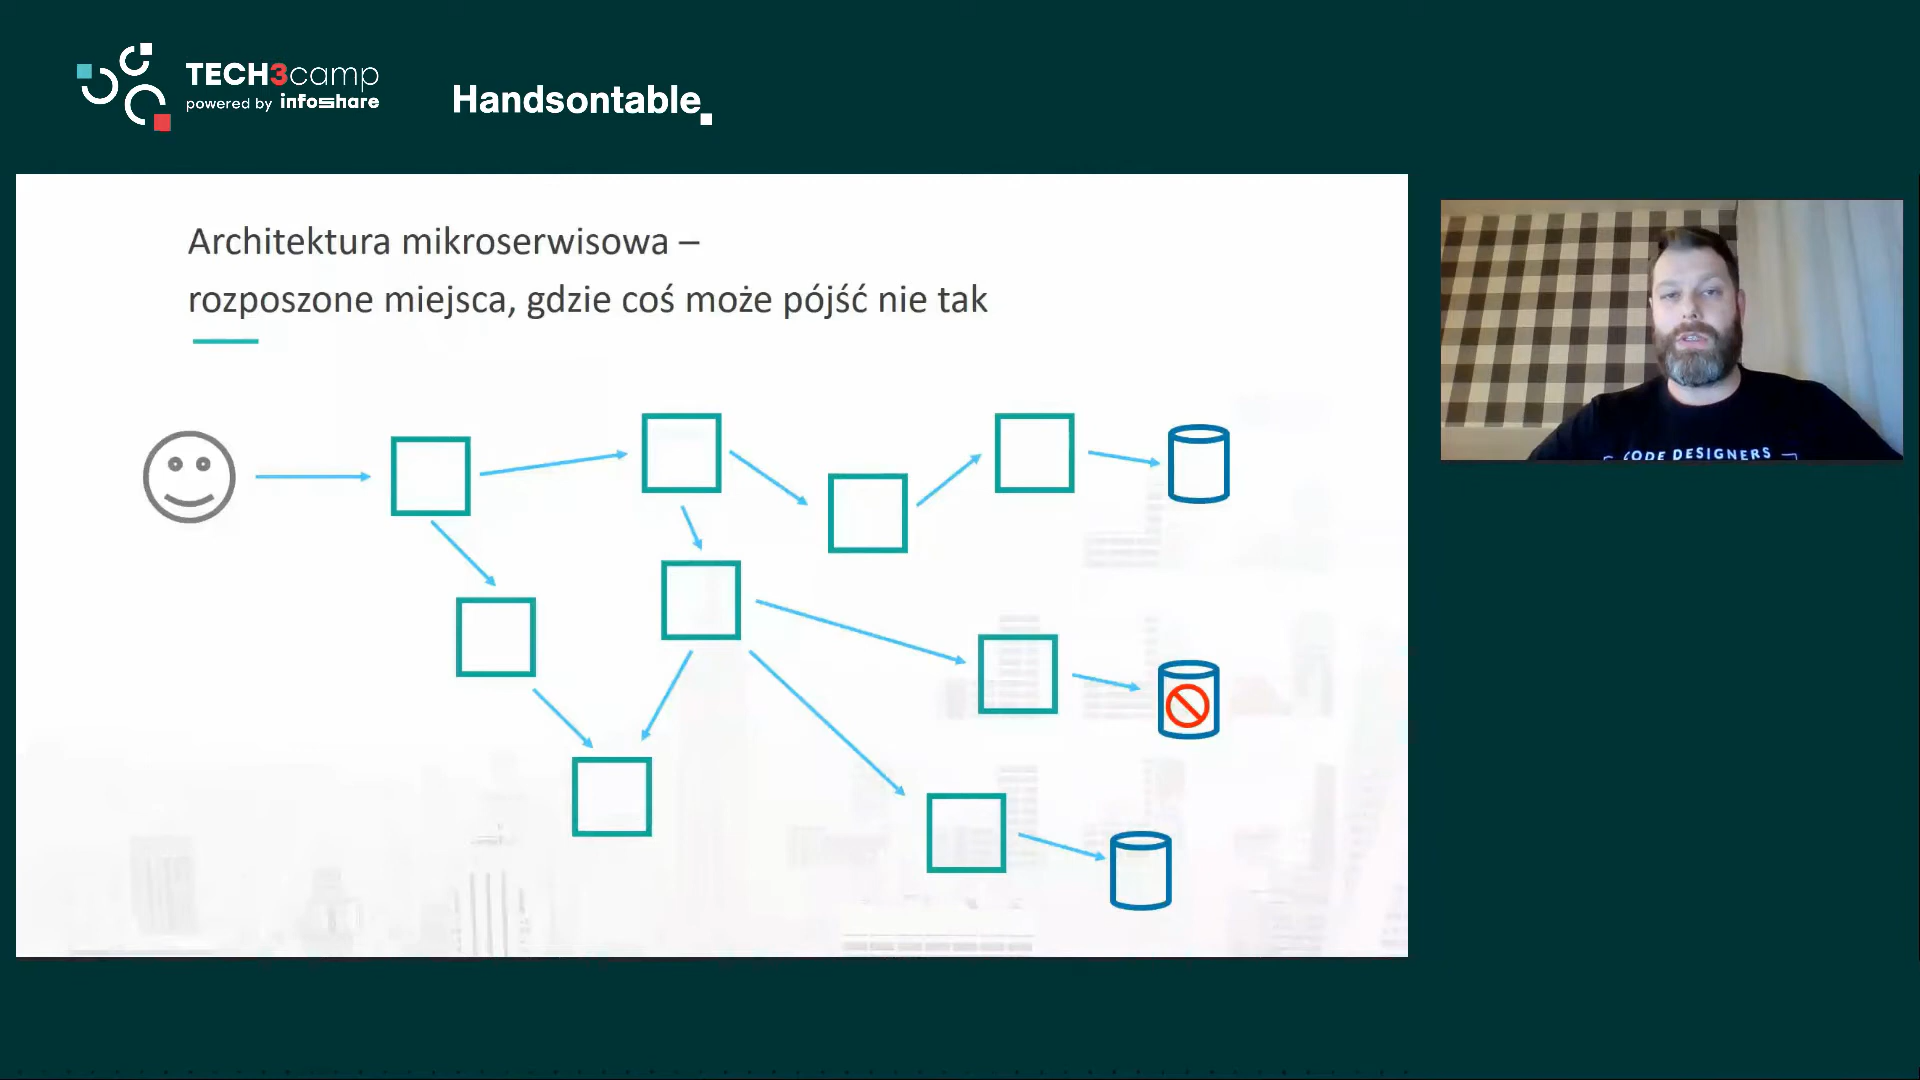 TECH3camp
powered by infoshare
Handsontable
Architektura mikroserwisowa –
rozposzone miejsca, gdzie coś może pójść nie tak
CODE DESIGNERS